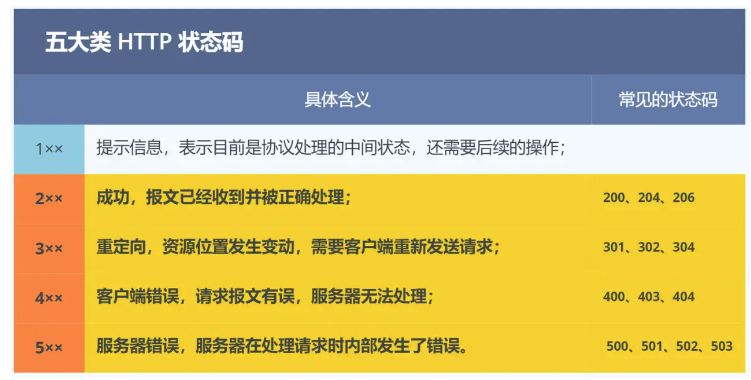 五大类 HTTP 状态码
具体含义 常见的状态码
1×× 提示信息，表示目前是协议处理的中间状态，还需要后续的操作；
2×× 成功，报文已经收到并被正确处理； 200、204、206
3×× 重定向，资源位置发生变动，需要客户端重新发送请求； 301、302、304
4×× 客户端错误，请求报文有误，服务器无法处理； 400、403、404
5×× 服务器错误，服务器在处理请求时内部发生了错误。 500、501、502、503